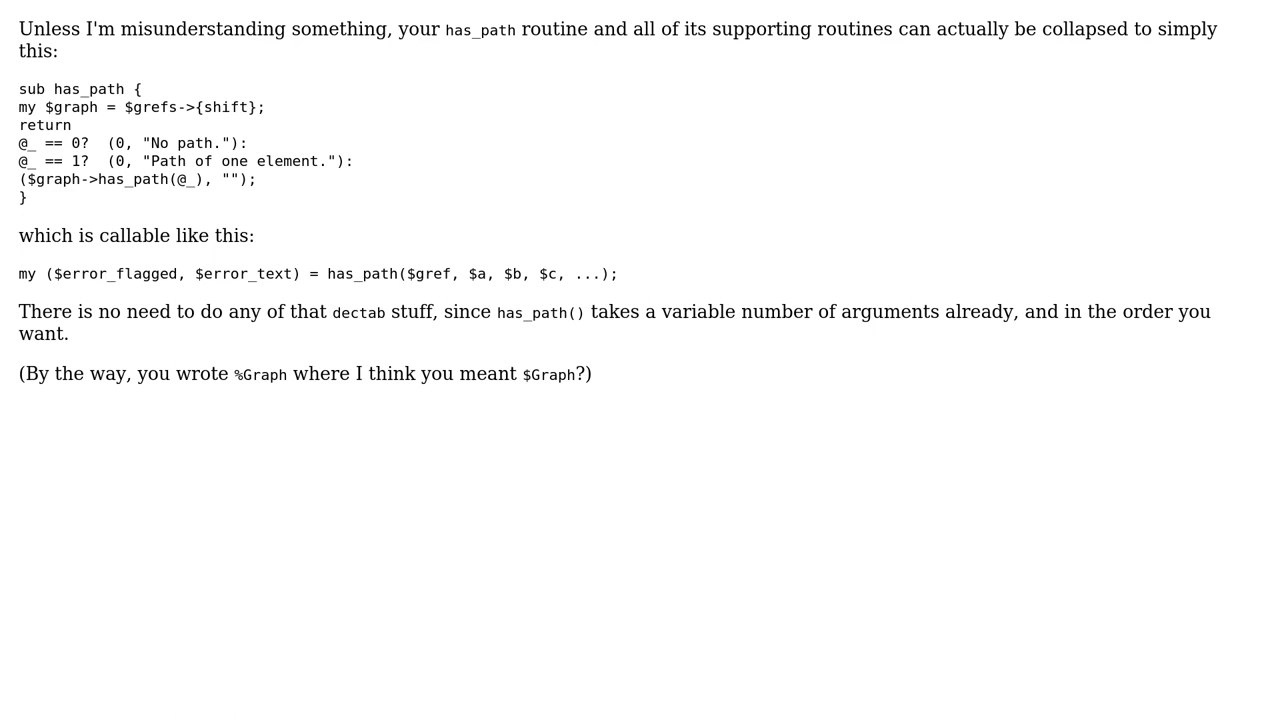 Unless I'm misunderstanding something, your has_path routine and all of its supporting routines can actually be collapsed to simply
this:
sub has_path {
my $graph = $grefs->{shift};
return
@_ == 0?  (0, "No path."):
@_ == 1?  (0, "Path of one element."):
($graph->has_path(@_), "");
}
which is callable like this:
my ($error_flagged, $error_text) = has_path($gref, $a, $b, $c, ...);
There is no need to do any of that dectab stuff, since has_path() takes a variable number of arguments already, and in the order you
want.
(By the way, you wrote %Graph where I think you meant $Graph?)